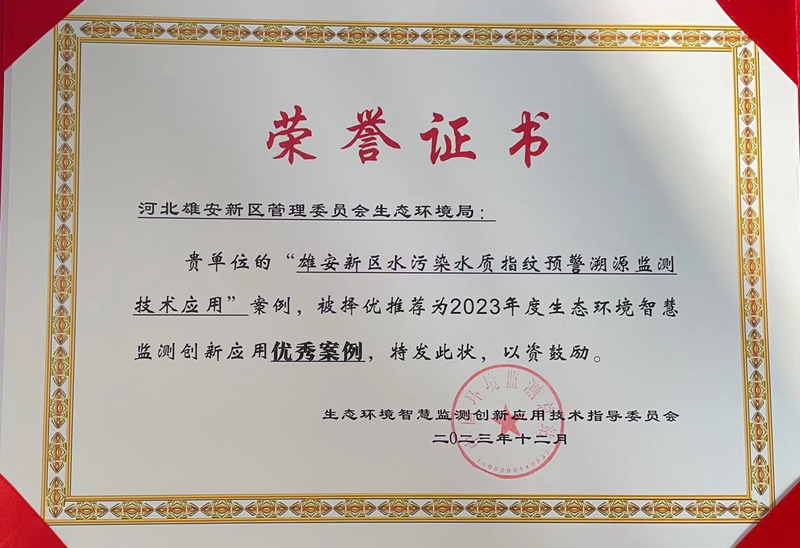 荣誉证书
河北雄安新区管理委员会生态环境局：
贵单位的“雄安新区水污染水质指纹预警溯源监测
技术应用”案例，被择优推荐为2023年度生态环境智慧
监测创新应用优秀案例，特发此状，以资鼓励。
生态环境智慧监测创新应用技术指导委员会
二〇二三年十二月
环境监测